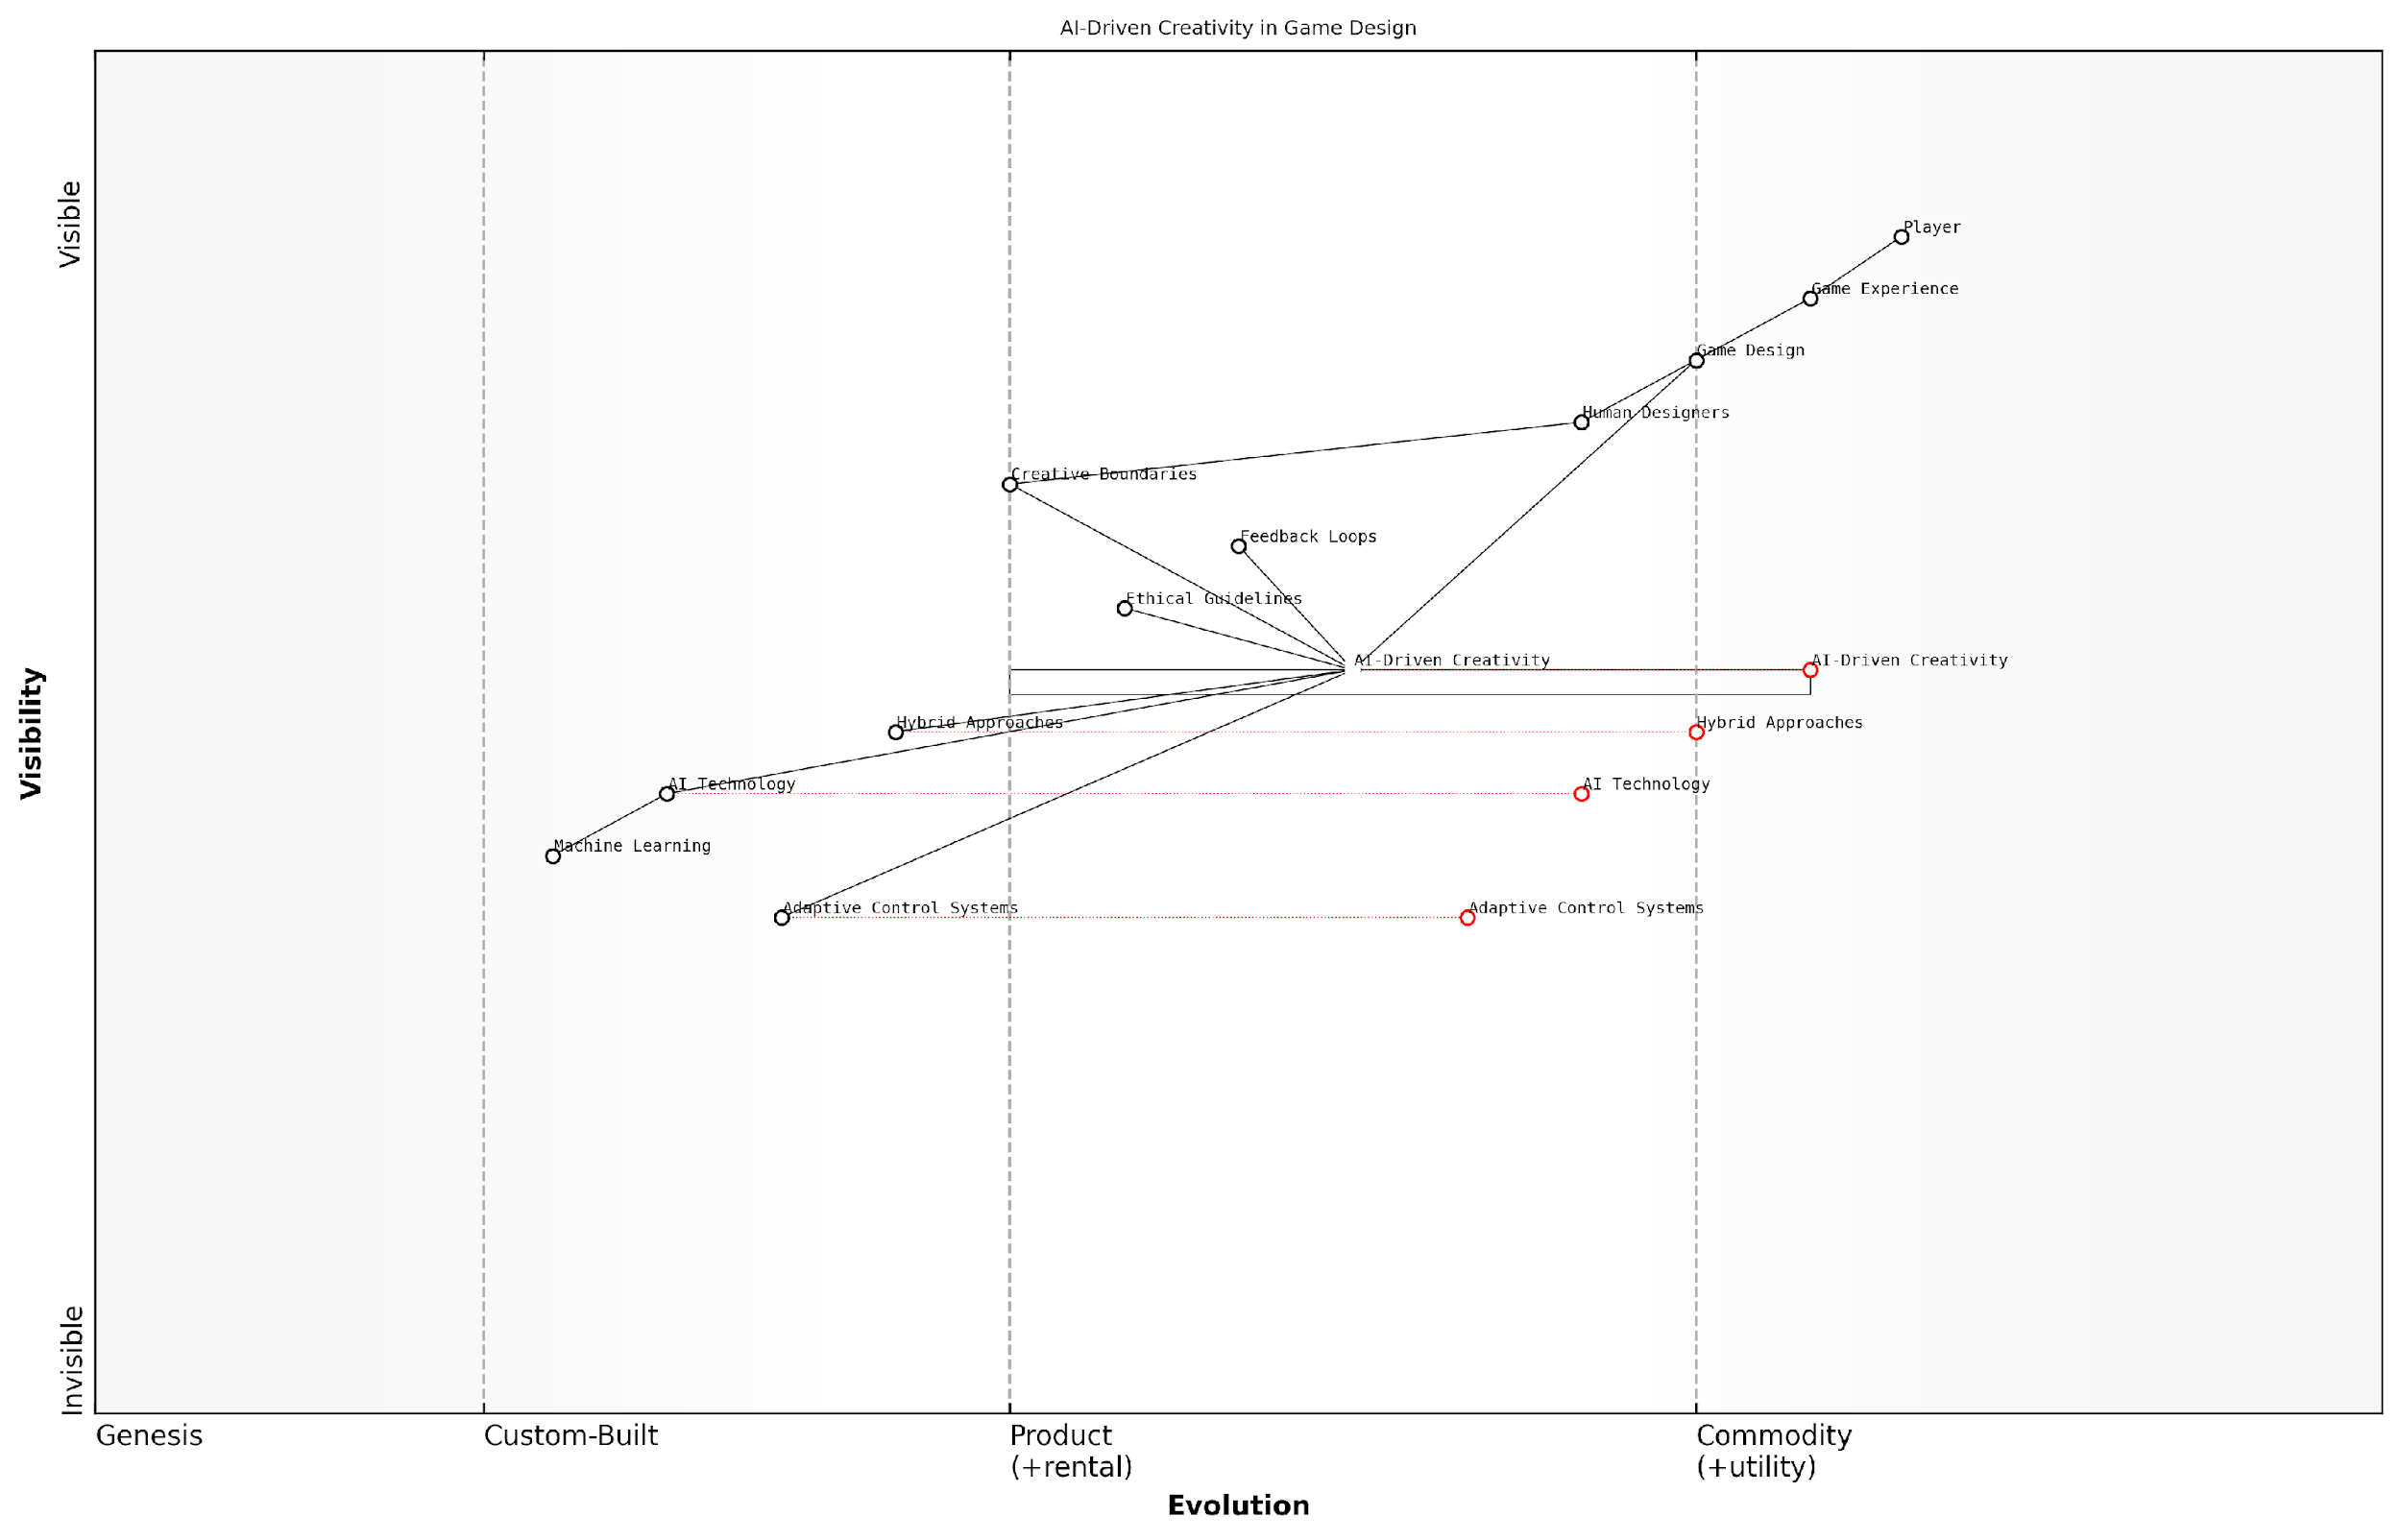 AI-Driven Creativity in Game Design
Visible
Player
Game Experience
Game Design
Human Designers
Creative Boundaries
Feedback Loops
Ethical Guidelines
AI-Driven Creativity
AI-Driven Creativity
Visibility
Hybrid Approaches
Hybrid Approaches
AI Technology
AI Technology
Machine Learning
Adaptive Control Systems
Adaptive Control Systems
Invisible
Genesis
Custom-Built
Product
(+rental)
Commodity
(+utility)
Evolution